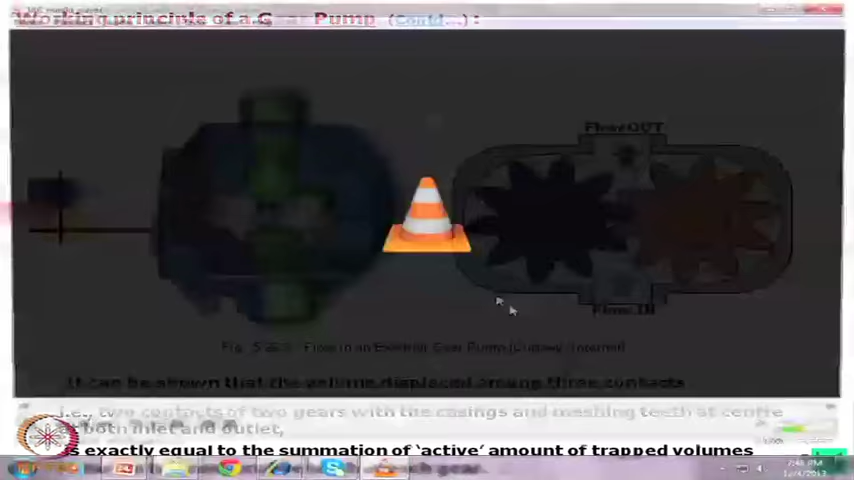 Working principle of a Gear Pump (Contd...) :
Flow OUT
Flow IN
Fig. Flow in an External Gear Pump [Courtesy: Internet]
It can be shown that the volume displaced among three contacts
i.e., two contacts of two gears with the casings and meshing teeth at centre
at both inlet and outlet,
is exactly equal to the summation of ‘active’ amount of trapped volumes
each gear.